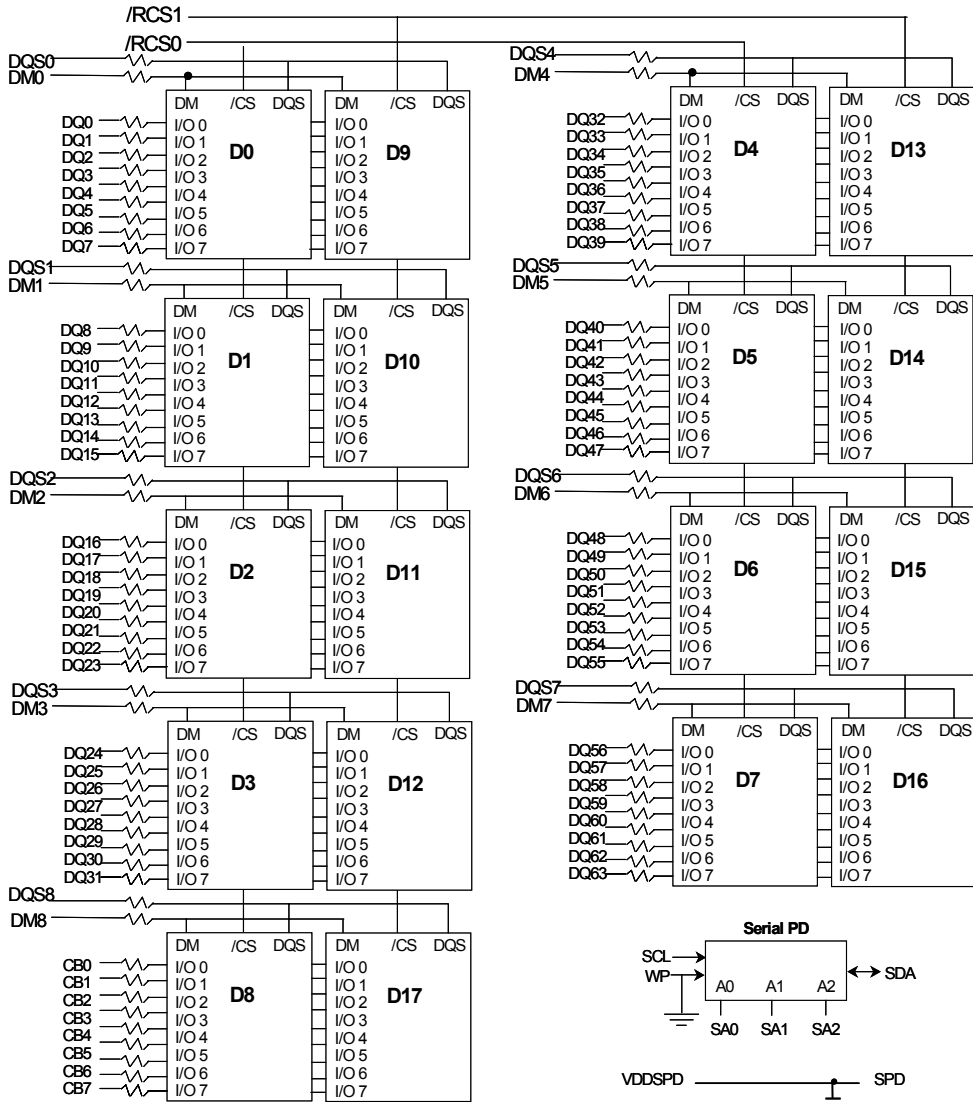 /RCS1
/RCS0
DQS0
DM0
DM /CS DQS DM /CS DQS
D0 D9
DQ0 I/O 0 I/O 0
DQ1 I/O 1 I/O 1
DQ2 I/O 2 I/O 2
DQ3 I/O 3 I/O 3
DQ4 I/O 4 I/O 4
DQ5 I/O 5 I/O 5
DQ6 I/O 6 I/O 6
DQ7 I/O 7 I/O 7
DQS1
DM1
DM /CS DQS DM /CS DQS
D1 D10
DQ8 I/O 0 I/O 0
DQ9 I/O 1 I/O 1
DQ10 I/O 2 I/O 2
DQ11 I/O 3 I/O 3
DQ12 I/O 4 I/O 4
DQ13 I/O 5 I/O 5
DQ14 I/O 6 I/O 6
DQ15 I/O 7 I/O 7
DQS2
DM2
DM /CS DQS DM /CS DQS
D2 D11
DQ16 I/O 0 I/O 0
DQ17 I/O 1 I/O 1
DQ18 I/O 2 I/O 2
DQ19 I/O 3 I/O 3
DQ20 I/O 4 I/O 4
DQ21 I/O 5 I/O 5
DQ22 I/O 6 I/O 6
DQ23 I/O 7 I/O 7
DQS3
DM3
DM /CS DQS DM /CS DQS
D3 D12
DQ24 I/O 0 I/O 0
DQ25 I/O 1 I/O 1
DQ26 I/O 2 I/O 2
DQ27 I/O 3 I/O 3
DQ28 I/O 4 I/O 4
DQ29 I/O 5 I/O 5
DQ30 I/O 6 I/O 6
DQ31 I/O 7 I/O 7
DQS8
DM8
DM /CS DQS DM /CS DQS
D8 D17
CB0 I/O 0 I/O 0
CB1 I/O 1 I/O 1
CB2 I/O 2 I/O 2
CB3 I/O 3 I/O 3
CB4 I/O 4 I/O 4
CB5 I/O 5 I/O 5
CB6 I/O 6 I/O 6
CB7 I/O 7 I/O 7
DQS4
DM4
DM /CS DQS DM /CS DQS
D4 D13
DQ32 I/O 0 I/O 0
DQ33 I/O 1 I/O 1
DQ34 I/O 2 I/O 2
DQ35 I/O 3 I/O 3
DQ36 I/O 4 I/O 4
DQ37 I/O 5 I/O 5
DQ38 I/O 6 I/O 6
DQ39 I/O 7 I/O 7
DQS5
DM5
DM /CS DQS DM /CS DQS
D5 D14
DQ40 I/O 0 I/O 0
DQ41 I/O 1 I/O 1
DQ42 I/O 2 I/O 2
DQ43 I/O 3 I/O 3
DQ44 I/O 4 I/O 4
DQ45 I/O 5 I/O 5
DQ46 I/O 6 I/O 6
DQ47 I/O 7 I/O 7
DQS6
DM6
DM /CS DQS DM /CS DQS
D6 D15
DQ48 I/O 0 I/O 0
DQ49 I/O 1 I/O 1
DQ50 I/O 2 I/O 2
DQ51 I/O 3 I/O 3
DQ52 I/O 4 I/O 4
DQ53 I/O 5 I/O 5
DQ54 I/O 6 I/O 6
DQ55 I/O 7 I/O 7
DQS7
DM7
DM /CS DQS DM /CS DQS
D7 D16
DQ56 I/O 0 I/O 0
DQ57 I/O 1 I/O 1
DQ58 I/O 2 I/O 2
DQ59 I/O 3 I/O 3
DQ60 I/O 4 I/O 4
DQ61 I/O 5 I/O 5
DQ62 I/O 6 I/O 6
DQ63 I/O 7 I/O 7
Serial PD
SCL
WP
SDA
A0 A1 A2
SA0 SA1 SA2
VDDSPD SPD